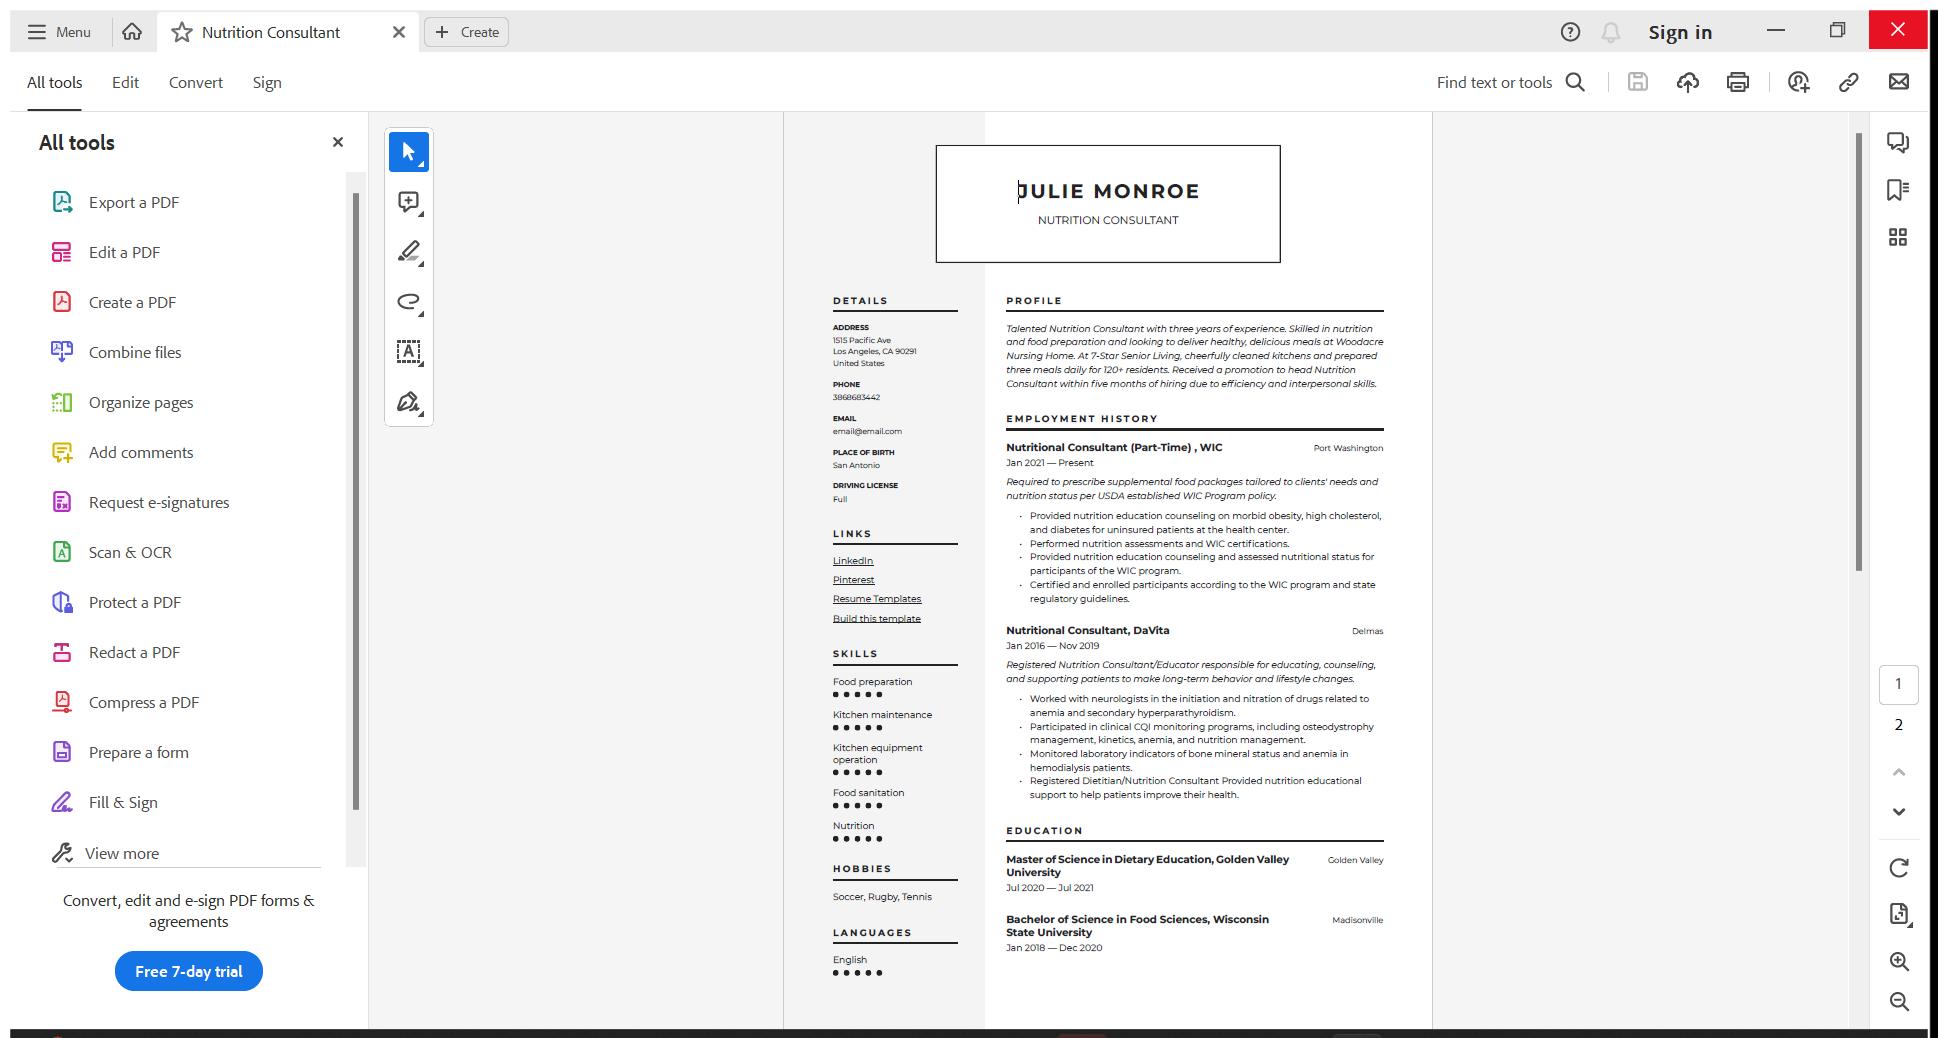 Menu
Nutrition Consultant
Create
Sign in
All tools
Edit
Convert
Sign
Find text or tools
All tools
Export a PDF
Edit a PDF
Create a PDF
Combine files
Organize pages
Add comments
Request e-signatures
Scan & OCR
Protect a PDF
Redact a PDF
Compress a PDF
Prepare a form
Fill & Sign
View more
Convert, edit and e-sign PDF forms &
agreements
Free 7-day trial
JULIE MONROE
NUTRITION CONSULTANT
DETAILS
ADDRESS
1515 Pacific Ave
Los Angeles, CA 90291
United States
PHONE
3868683442
EMAIL
email@email.com
PLACE OF BIRTH
San Antonio
DRIVING LICENSE
Full
LINKS
LinkedIn
Pinterest
Resume Templates
Build this template
SKILLS
Food preparation
Kitchen maintenance
Kitchen equipment
operation
Food sanitation
Nutrition
HOBBIES
Soccer, Rugby, Tennis
LANGUAGES
English
PROFILE
Talented Nutrition Consultant with three years of experience. Skilled in nutrition
and food preparation and looking to deliver healthy, delicious meals at Woodacre
Nursing Home. At 7-Star Senior Living, cheerfully cleaned kitchens and prepared
three meals daily for 120+ residents. Received a promotion to head Nutrition
Consultant within five months of hiring due to efficiency and interpersonal skills.
EMPLOYMENT HISTORY
Nutritional Consultant (Part-Time) , WIC
Port Washington
Jan 2021 — Present
Required to prescribe supplemental food packages tailored to clients' needs and
nutrition status per USDA established WIC Program policy.
· Provided nutrition education counseling on morbid obesity, high cholesterol,
and diabetes for uninsured patients at the health center.
· Performed nutrition assessments and WIC certifications.
· Provided nutrition education counseling and assessed nutritional status for
participants of the WIC program.
· Certified and enrolled participants according to the WIC program and state
regulatory guidelines.
Nutritional Consultant, DaVita
Delmas
Jan 2016 — Nov 2019
Registered Nutrition Consultant/Educator responsible for educating, counseling,
and supporting patients to make long-term behavior and lifestyle changes.
· Worked with neurologists in the initiation and nitration of drugs related to
anemia and secondary hyperparathyroidism.
· Participated in clinical CQI monitoring programs, including osteodystrophy
management, kinetics, anemia, and nutrition management.
· Monitored laboratory indicators of bone mineral status and anemia in
hemodialysis patients.
· Registered Dietitian/Nutrition Consultant Provided nutrition educational
support to help patients improve their health.
EDUCATION
Master of Science in Dietary Education, Golden Valley
University
Golden Valley
Jul 2020 — Jul 2021
Bachelor of Science in Food Sciences, Wisconsin
State University
Madisonville
Jan 2018 — Dec 2020
1
2